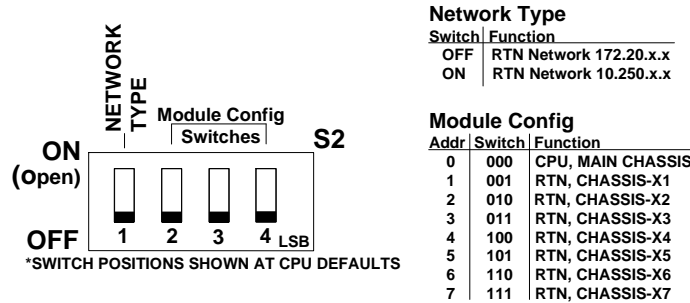 NETWORK
TYPE
Module Config
Switches
S2
ON
(Open)
OFF
1 2 3 4 LSB
*SWITCH POSITIONS SHOWN AT CPU DEFAULTS
Network Type
Switch Function
OFF RTN Network 172.20.x.x
ON RTN Network 10.250.x.x
Module Config
Addr Switch Function
0 000 CPU, MAIN CHASSIS
1 001 RTN, CHASSIS-X1
2 010 RTN, CHASSIS-X2
3 011 RTN, CHASSIS-X3
4 100 RTN, CHASSIS-X4
5 101 RTN, CHASSIS-X5
6 110 RTN, CHASSIS-X6
7 111 RTN, CHASSIS-X7